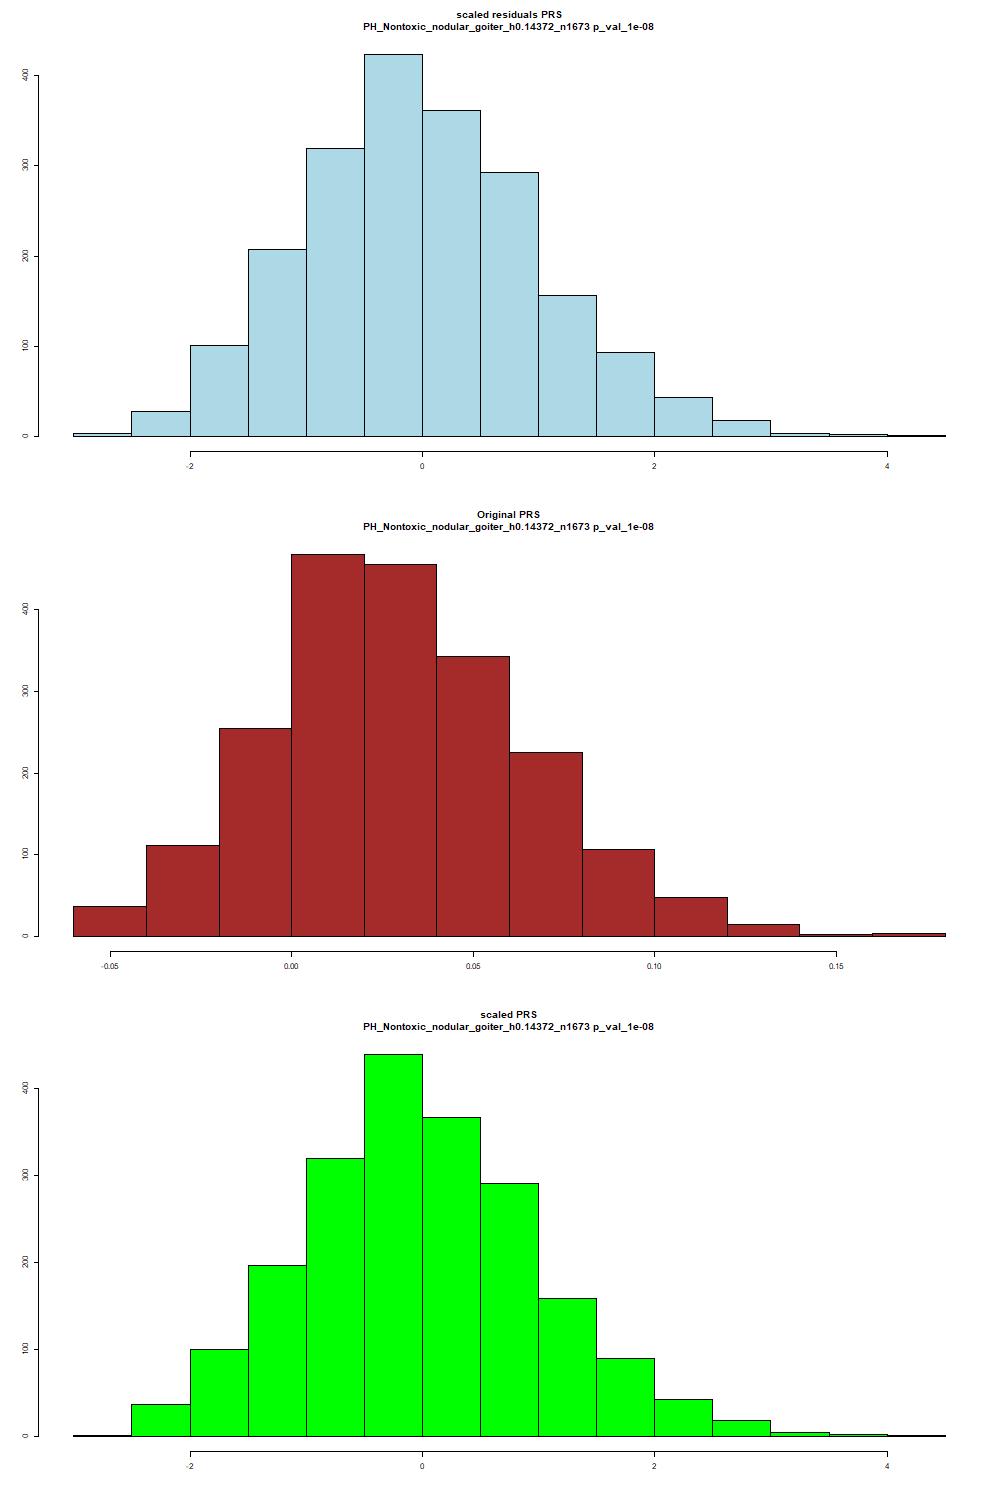 scaled residuals PRS
PH_Nontoxic_nodular_goiter_h0.14372_n1673 p_val_1e-08
400
300
200
100
0
-2 0 2 4
Original PRS
PH_Nontoxic_nodular_goiter_h0.14372_n1673 p_val_1e-08
400
300
200
100
0
-0.05 0.00 0.05 0.10 0.15
scaled PRS
PH_Nontoxic_nodular_goiter_h0.14372_n1673 p_val_1e-08
400
300
200
100
0
-2 0 2 4